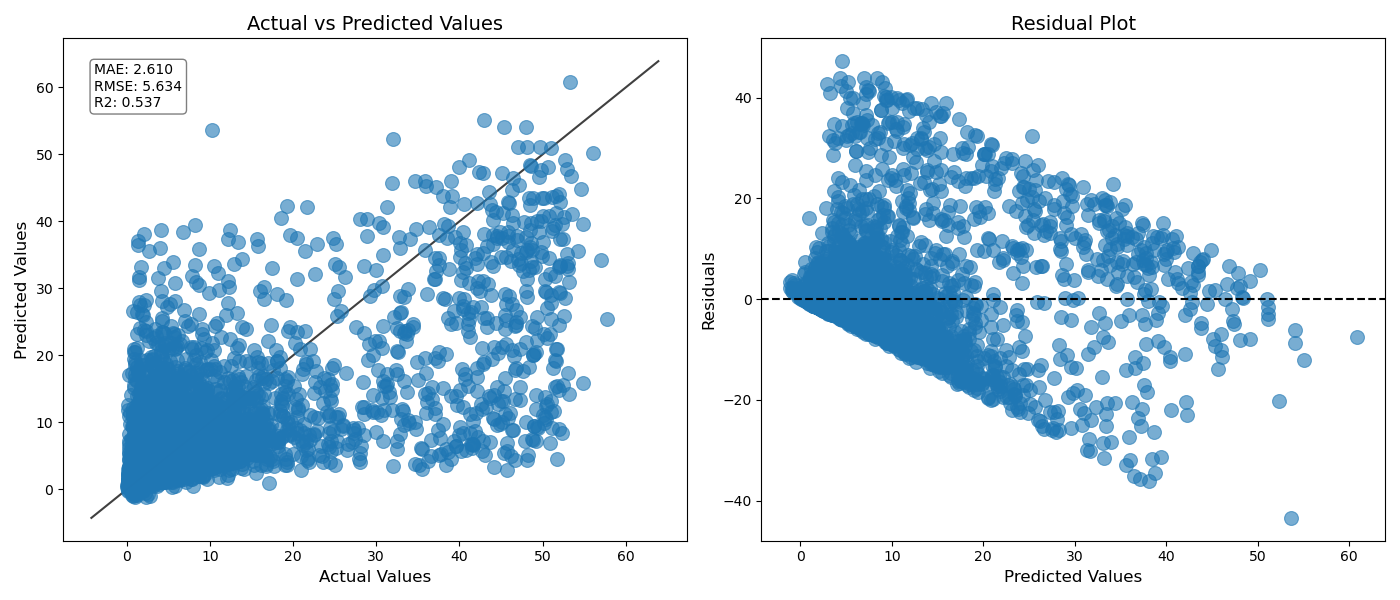 Actual vs Predicted Values
MAE: 2.610
RMSE: 5.634
R2: 0.537
60
50
40
30
20
10
0
Predicted Values
0
10
20
30
40
50
60
Actual Values
Residual Plot
40
20
0
−20
−40
Residuals
0
10
20
30
40
50
60
Predicted Values